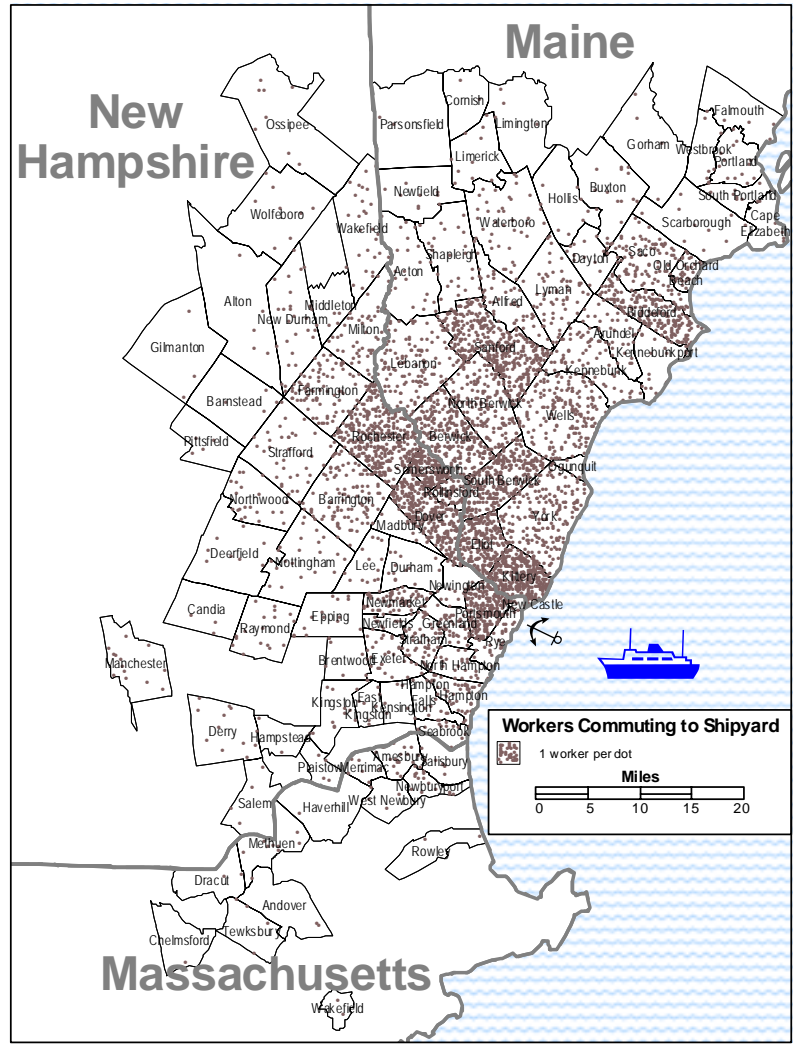 Maine
New
Hampshire
Cornish
Parsonsfield
Limington
Ossipee
Falmouth
Gorham
Westbrook
Portland
Limerick
Newfield
Hollis
Buxton
South Portland
Wolfeboro
Wakefield
Waterboro
Scarborough
Cape
Elizabeth
Shapleigh
Dayton
Saco
Old Orchard
Beach
Acton
Lyman
Alfred
Alton
Middleton
New Durham
Biddeford
Milton
Arundel
Gilmanton
Sanford
Kennebunkport
Lebanon
Kennebunk
Farmington
Barnstead
North Berwick
Wells
Pittsfield
Rochester
Berwick
Strafford
Somersworth
Ogunquit
South Berwick
Rollinsford
Northwood
Barrington
Dover
York
Madbury
Eliot
Deerfield
Nottingham
Lee
Durham
Kittery
Newington
Candia
Epping
Newmarket
New Castle
Portsmouth
Raymond
Newfields
Greenland
Stratham
Rye
Manchester
Brentwood
Exeter
North Hampton
Hampton
Falls
Hampton
Kingston
East
Kingston
Kensington
Derry
Hampstead
Seabrook
Plaistow
Merrimac
Amesbury
Salisbury
Newburyport
Salem
Haverhill
West Newbury
Methuen
Rowley
Dracut
Andover
Chelmsford
Tewksbury
Massachusetts
Wakefield
Workers Commuting to Shipyard
1 worker per dot
Miles
0 5 10 15 20